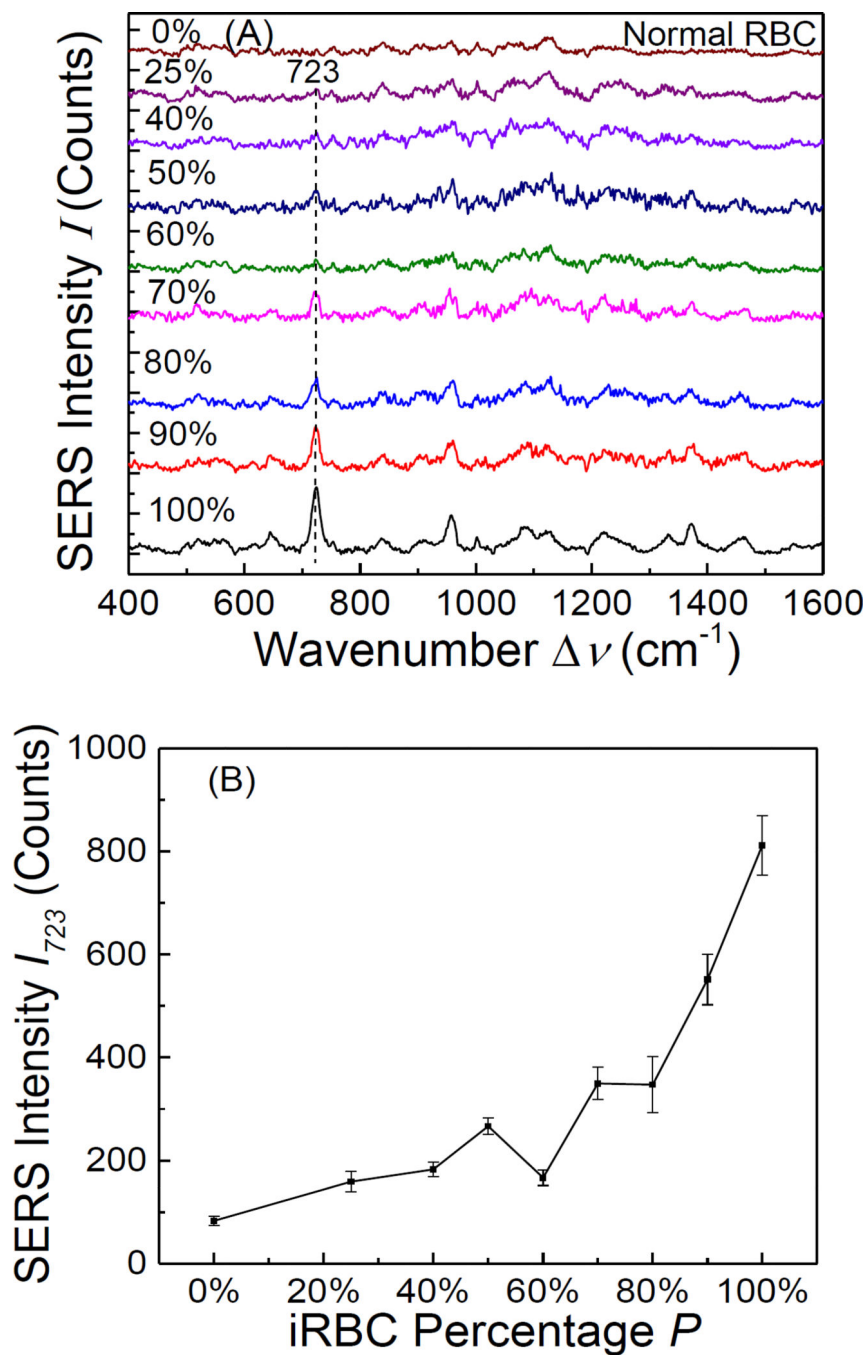 0%
(A)
Normal RBC
25%
723
40%
50%
60%
70%
80%
90%
100%
SERS Intensity I (Counts)
400 600 800 1000 1200 1400 1600
Wavenumber Δν (cm⁻¹)
(B)
1000
800
600
400
200
0
SERS Intensity I₇₂₃ (Counts)
0% 20% 40% 60% 80% 100%
iRBC Percentage P